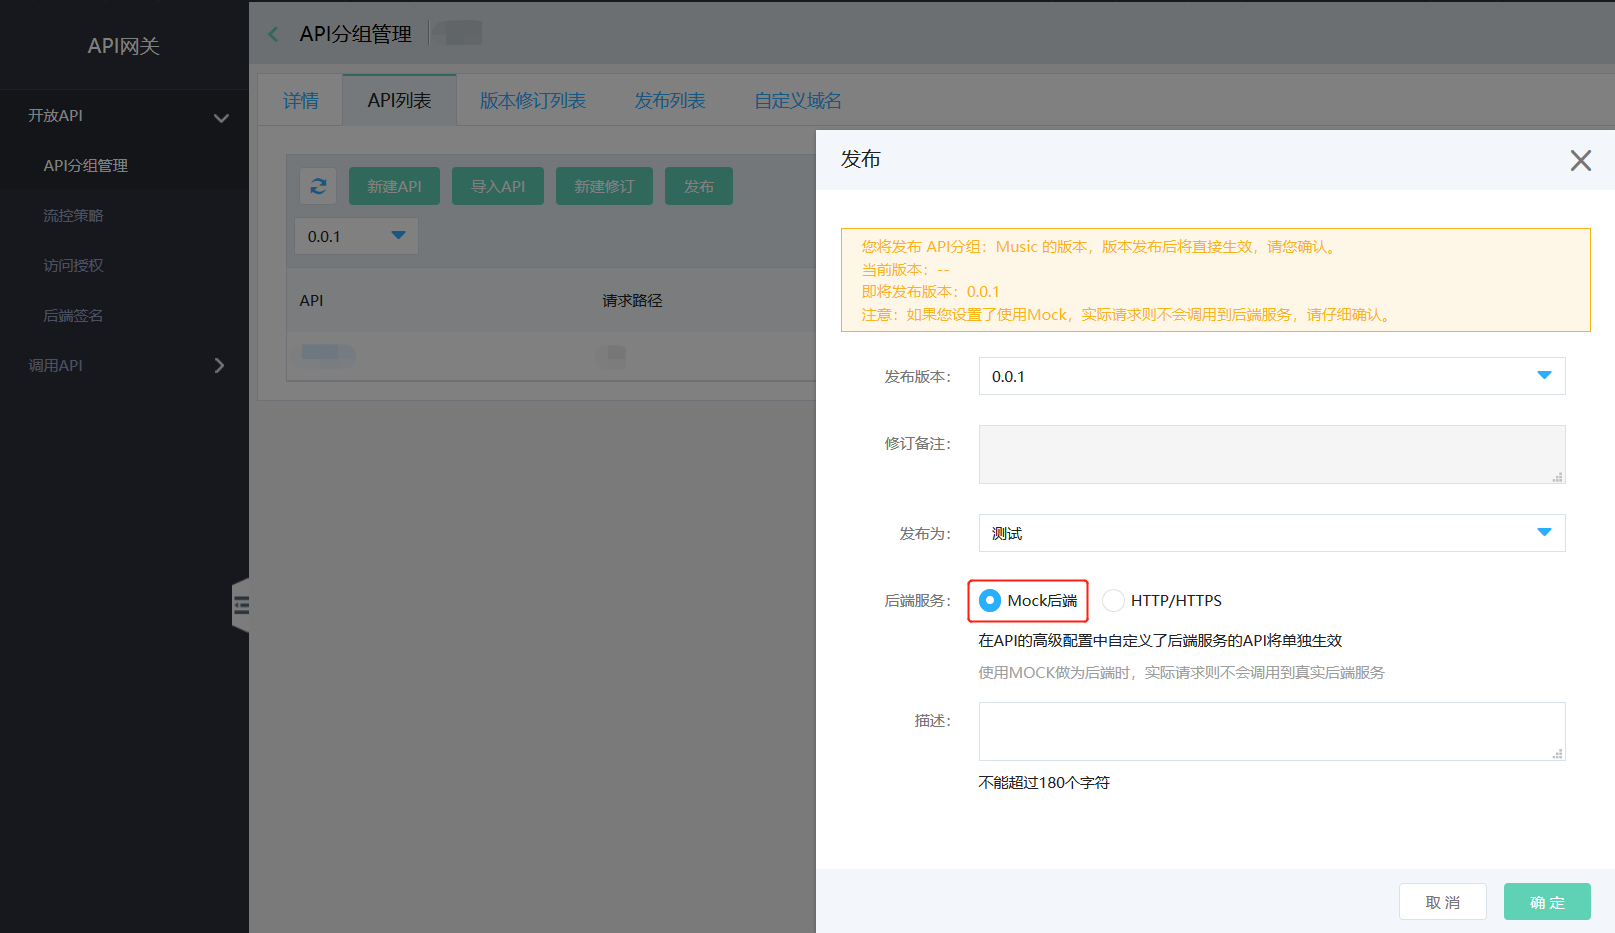 API网关
开放API
API分组管理
流控策略
访问授权
后端签名
调用API
API分组管理
详情
API列表
版本修订列表
发布列表
自定义域名
新建API
导入API
新建修订
发布
0.0.1
API
请求路径
发布
您将发布 API分组：Music 的版本，版本发布后将直接生效，请您确认。
当前版本：--
即将发布版本：0.0.1
注意：如果您设置了使用Mock，实际请求则不会调用到后端服务，请仔细确认。
发布版本：
0.0.1
修订备注：
发布为：
测试
后端服务：
Mock后端
HTTP/HTTPS
在API的高级配置中自定义了后端服务的API将单独生效
使用MOCK做为后端时，实际请求则不会调用到真实后端服务
描述：
不能超过180个字符
取 消
确 定